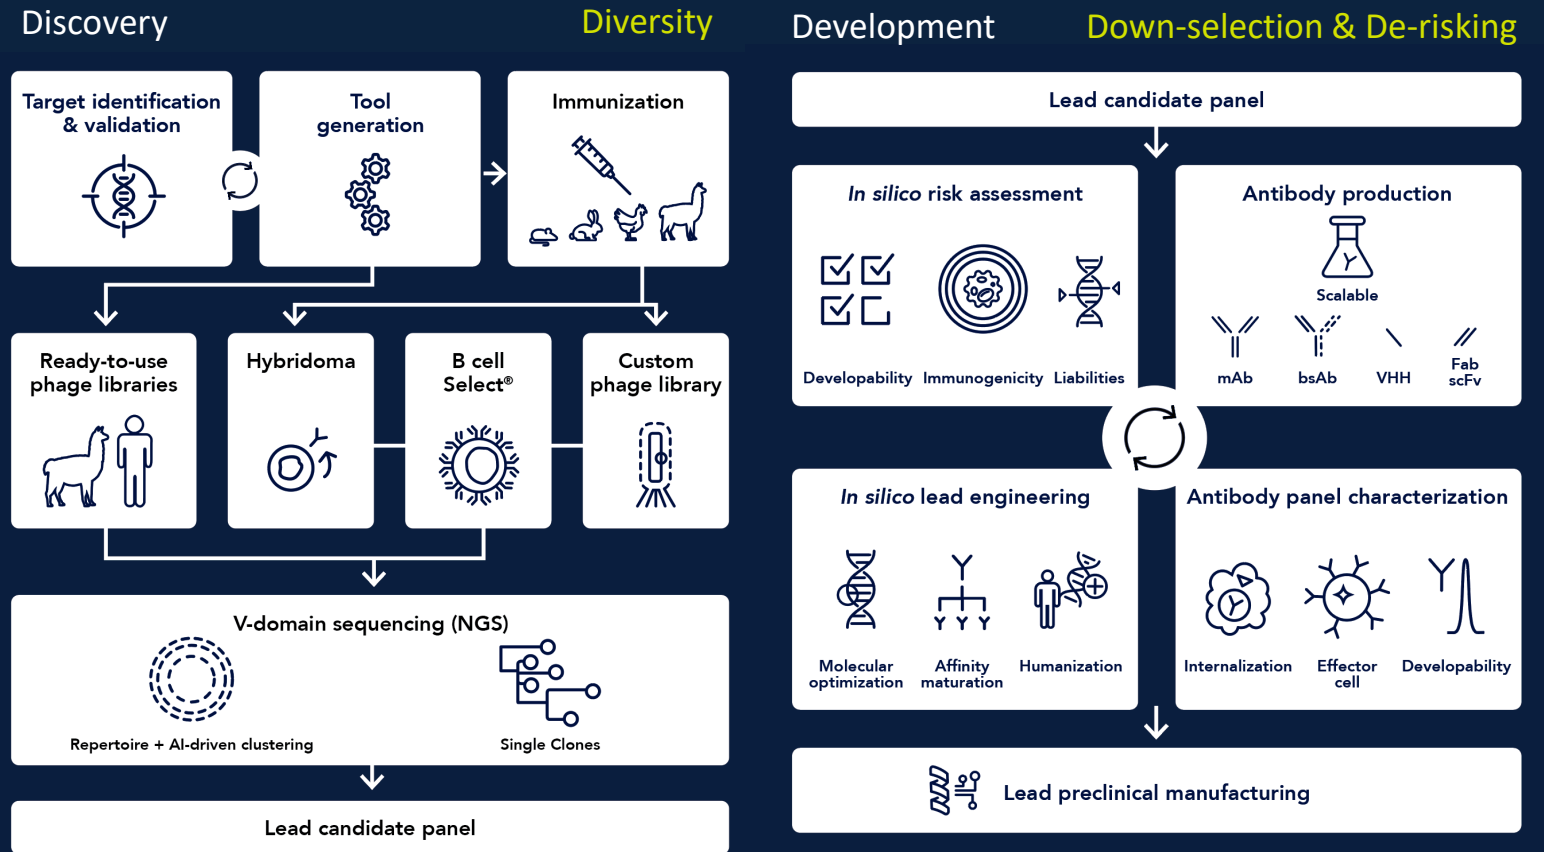 Discovery
Diversity
Target identification
& validation
Tool
generation
Immunization
Ready-to-use
phage libraries
Hybridoma
B cell
Select®
Custom
phage library
V-domain sequencing (NGS)
Repertoire + AI-driven clustering
Single Clones
Lead candidate panel
Development
Down-selection & De-risking
Lead candidate panel
In silico risk assessment
Developability
Immunogenicity
Liabilities
Antibody production
Scalable
mAb
bsAb
VHH
Fab
scFv
In silico lead engineering
Molecular
optimization
Affinity
maturation
Humanization
Antibody panel characterization
Internalization
Effector
cell
Developability
Lead preclinical manufacturing